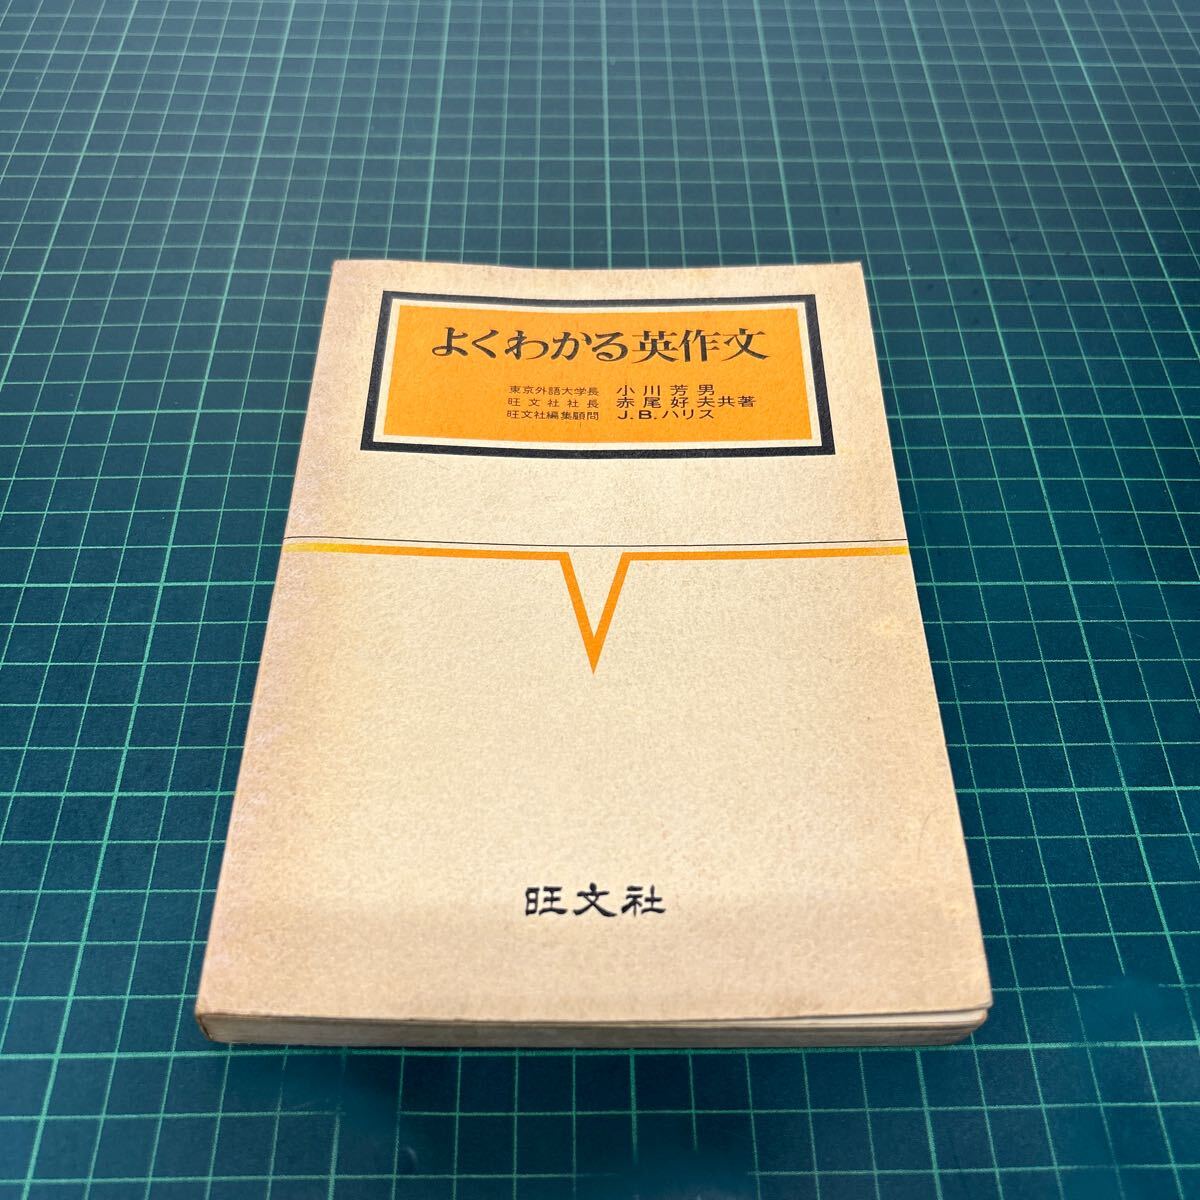 よくわかる英作文
東京外語大学長 小川芳男
旺文社社長 赤尾好夫共著
旺文社編集顧問 J.B.ハリス
旺文社